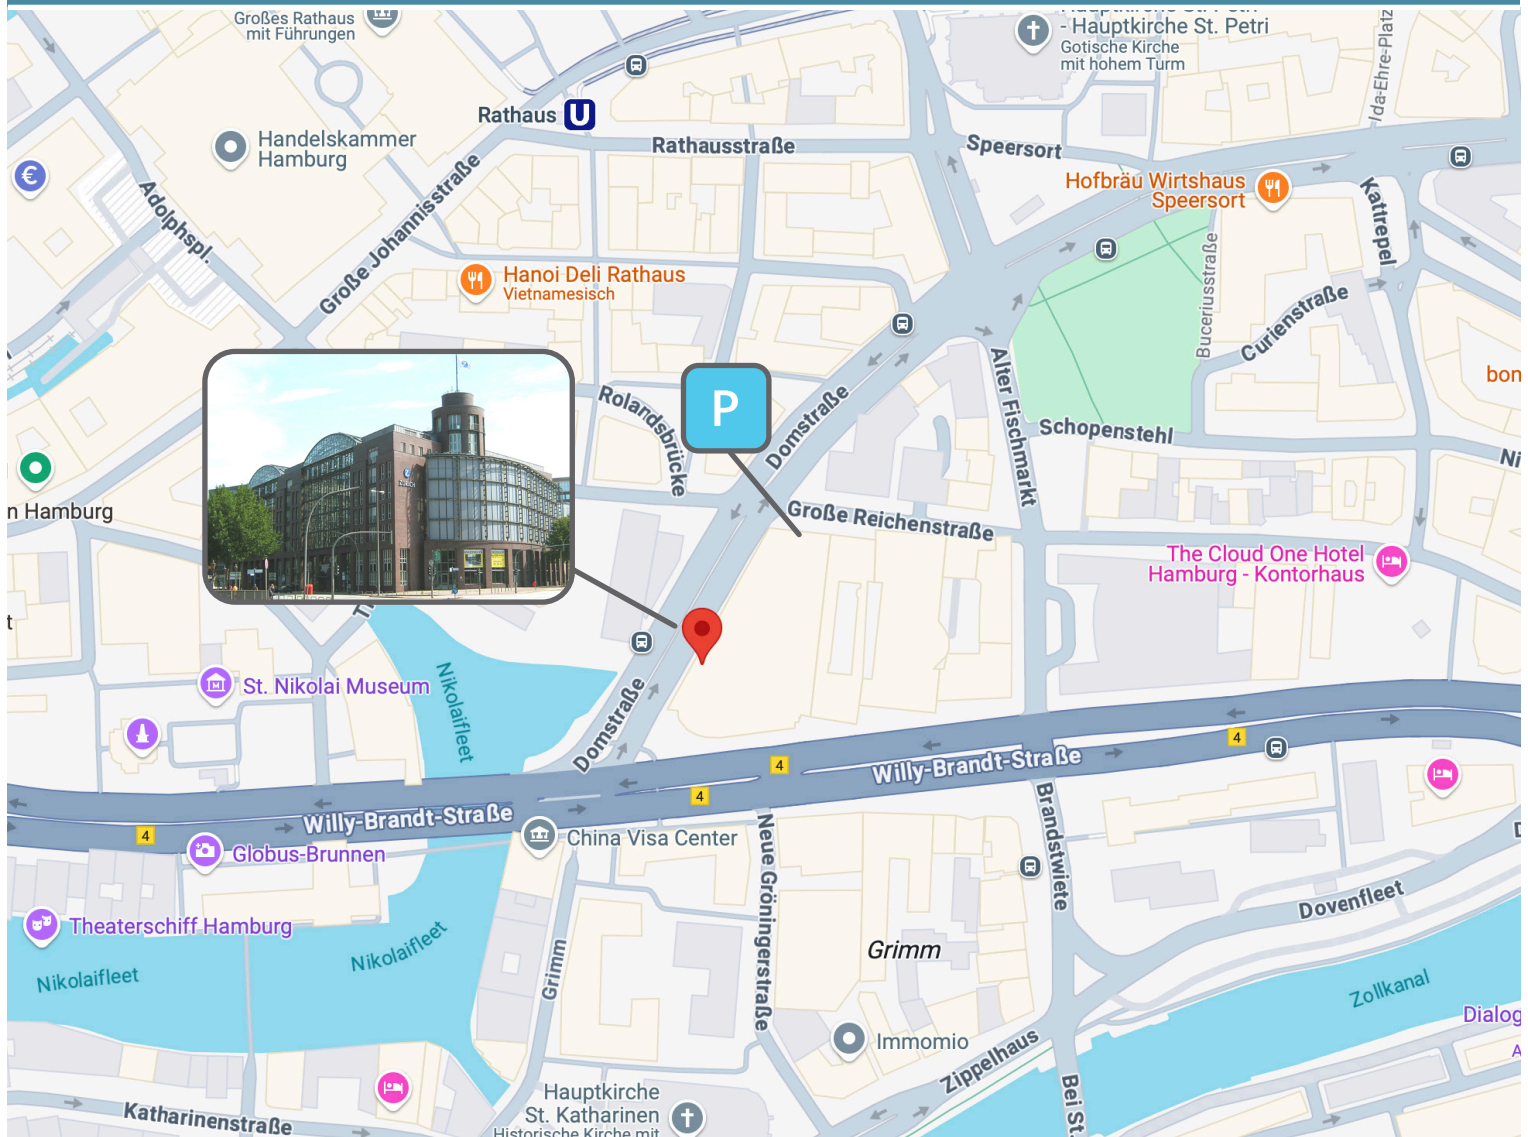 Großes Rathaus
mit Führungen
- Hauptkirche St. Petri
Gotische Kirche
mit hohem Turm
Ida-Ehre-Platz
Rathaus U
Handelskammer
Hamburg
€
Rathausstraße
Speersort
Hofbräu Wirtshaus
Speersort
Kattrepel
Adolphspl.
Große Johannisstraße
Hanoi Deli Rathaus
Vietnamesisch
Buceriusstraße
Curienstraße
bon
Alter Fischmarkt
Rolandsbrücke
P
Domstraße
Schopenstehl
n Hamburg
Große Reichenstraße
The Cloud One Hotel
Hamburg - Kontorhaus
t
St. Nikolai Museum
Nikolaifleet
Domstraße
4
Willy-Brandt-Straße
4
4
Willy-Brandt-Straße
4
China Visa Center
Globus-Brunnen
Neue Gröningerstraße
Brandstwiete
Dovenfleet
Theaterschiff Hamburg
Nikolaifleet
Nikolaifleet
Grimm
Grimm
Zollkanal
Dialog
A
Immomio
Zippelhaus
Hauptkirche
St. Katharinen
Historische Kirche mit
Katharinenstraße
Bei St.